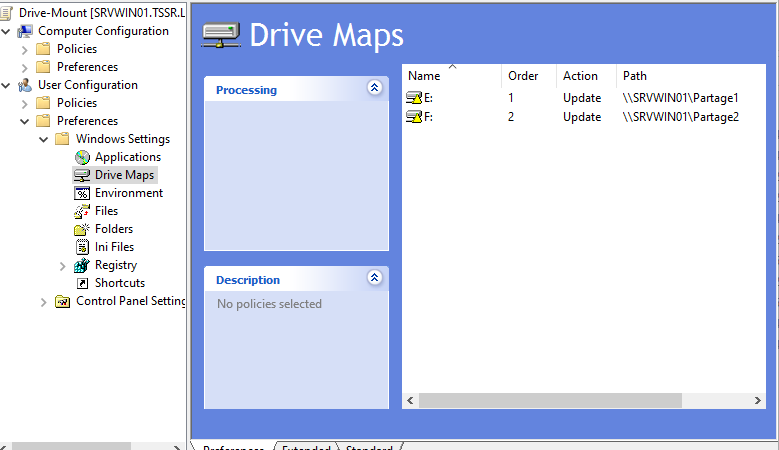 Drive-Mount [SRVWIN01.TSSR.L
Computer Configuration
Policies
Preferences
User Configuration
Policies
Preferences
Windows Settings
Applications
Drive Maps
Environment
Files
Folders
Ini Files
Registry
Shortcuts
Control Panel Setting
Drive Maps
Processing
Description
No policies selected
Name Order Action Path
E: 1 Update \\SRVWIN01\Partage1
F: 2 Update \\SRVWIN01\Partage2
Preferences Extended Standard